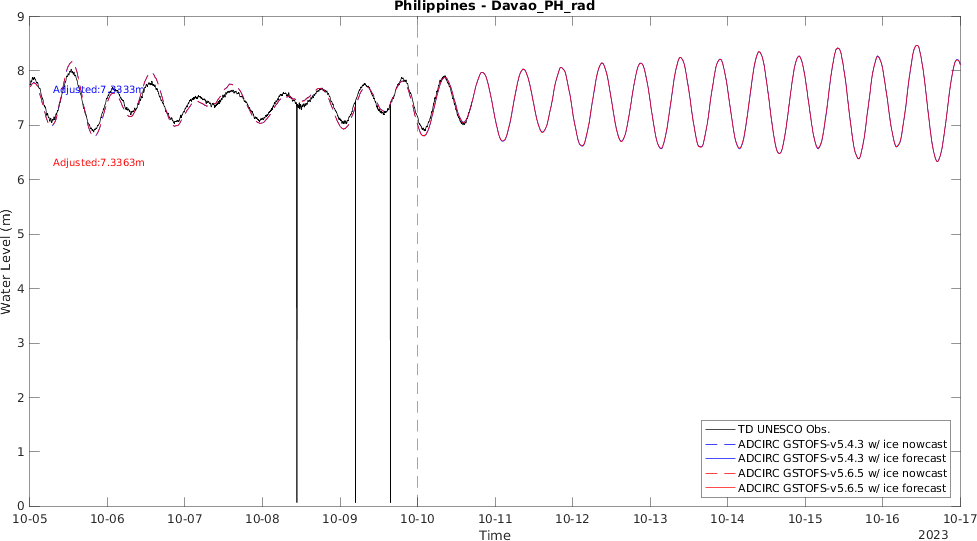 Philippines - Davao_PH_rad
9
8
7
6
5
4
3
2
1
0
Water Level (m)
Adjusted:7.3333m
Adjusted:7.3363m
TD UNESCO Obs.
ADCIRC GSTOFS-v5.4.3 w/ ice nowcast
ADCIRC GSTOFS-v5.4.3 w/ ice forecast
ADCIRC GSTOFS-v5.6.5 w/ ice nowcast
ADCIRC GSTOFS-v5.6.5 w/ ice forecast
10-05 10-06 10-07 10-08 10-09 10-10 10-11 10-12 10-13 10-14 10-15 10-16 10-17
Time
2023